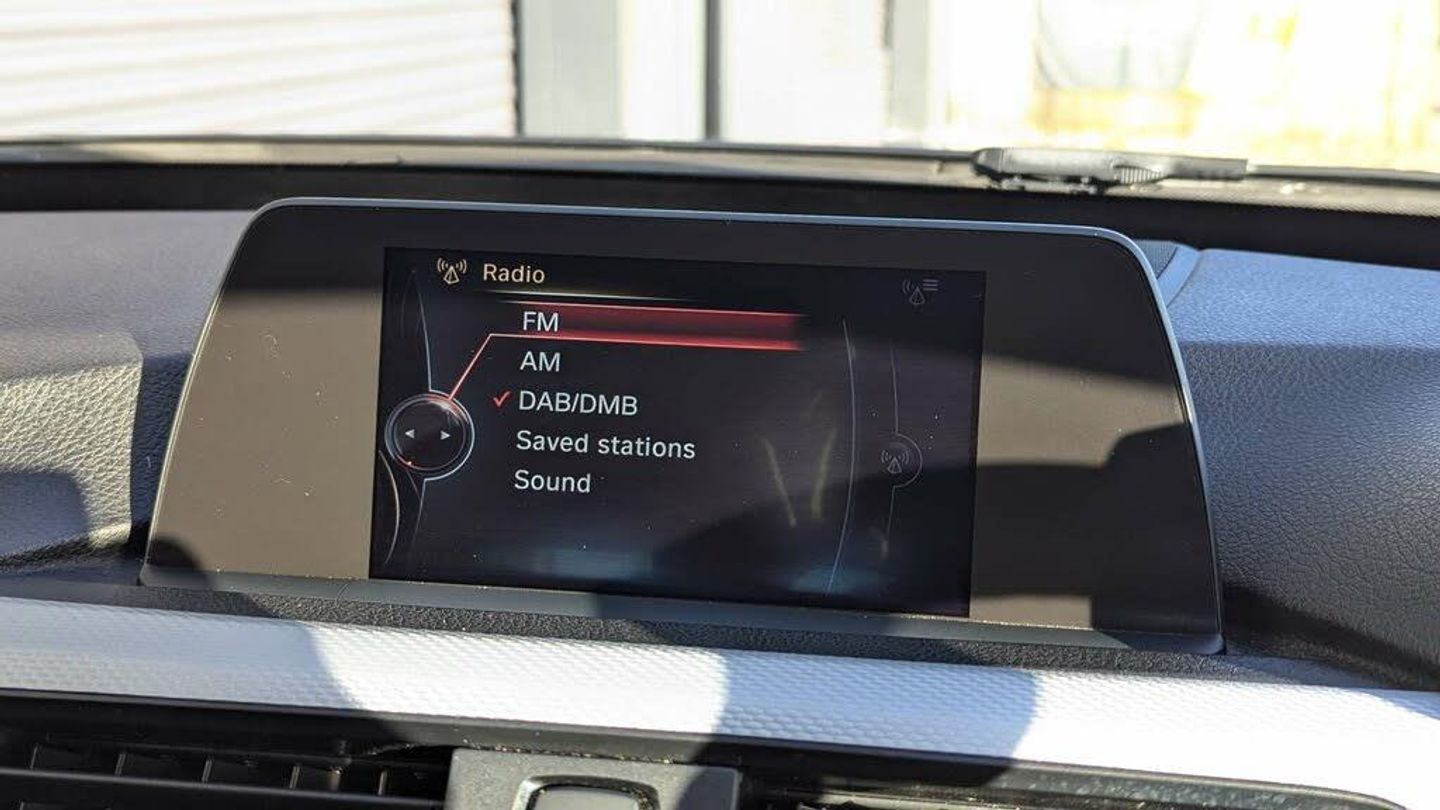 Radio
FM
AM
DAB/DMB
Saved stations
Sound